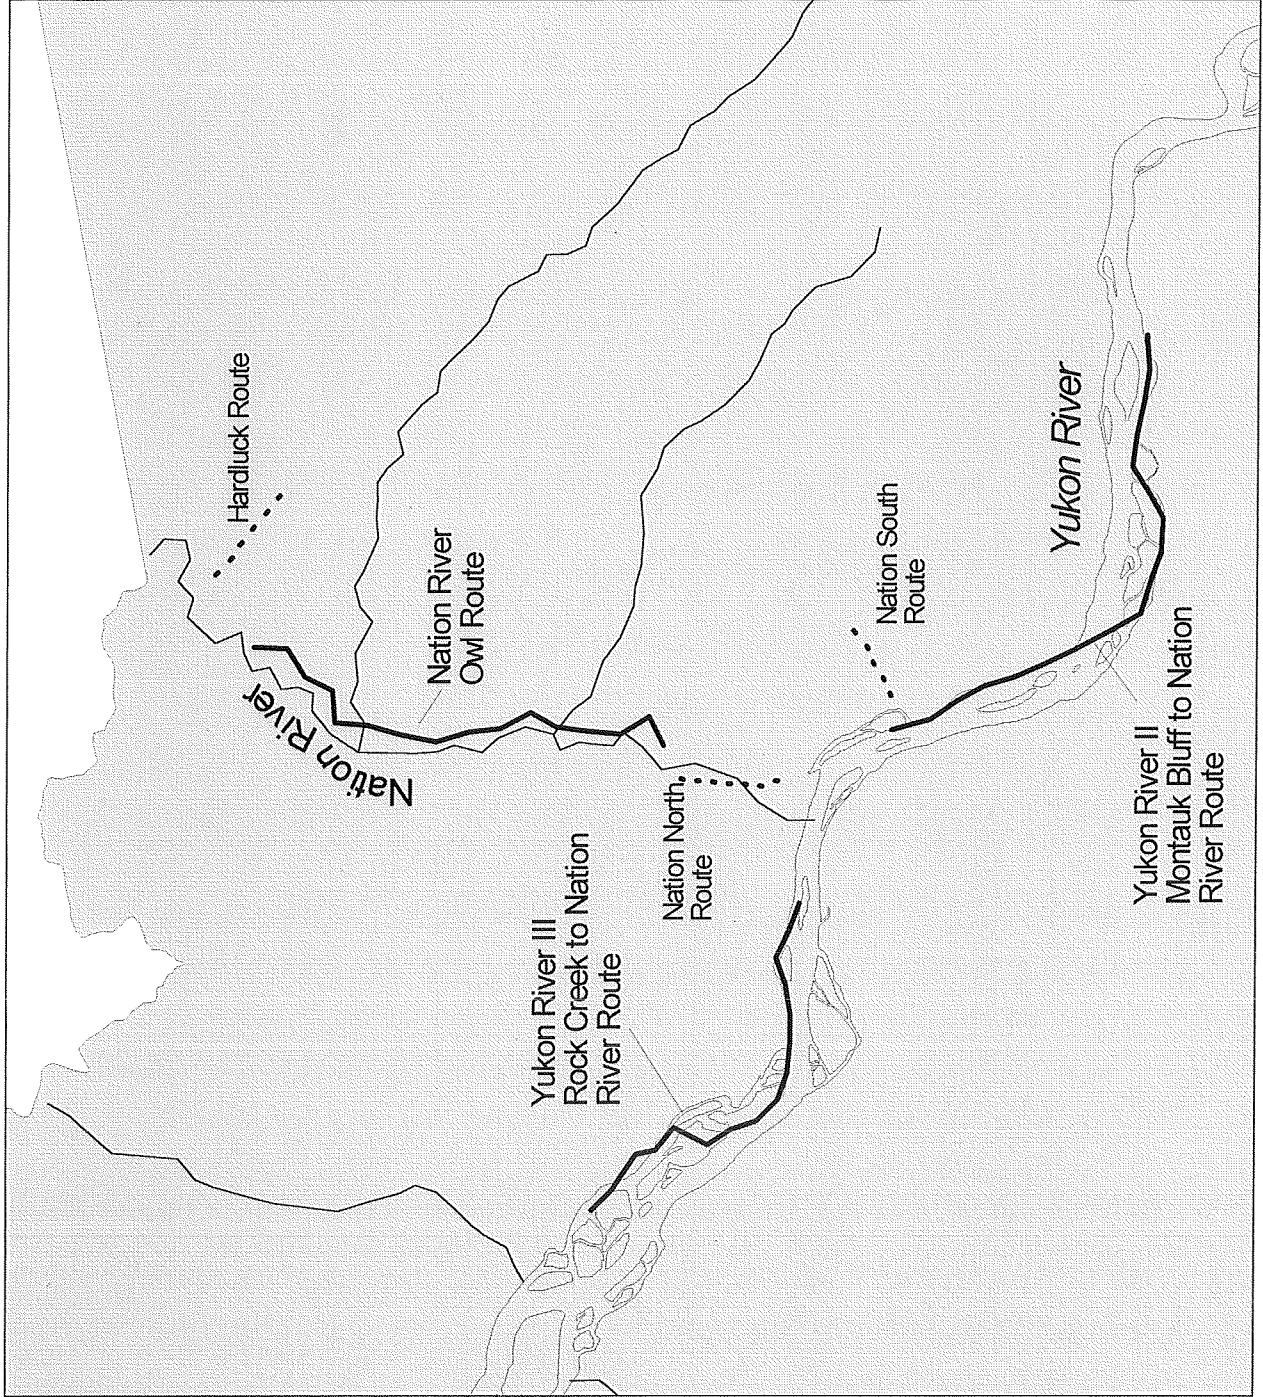 Hardluck Route
Nation River
Nation River
Owl Route
Yukon River
Nation South
Route
Nation North
Route
Yukon River III
Rock Creek to Nation
River Route
Yukon River II
Montauk Bluff to Nation
River Route